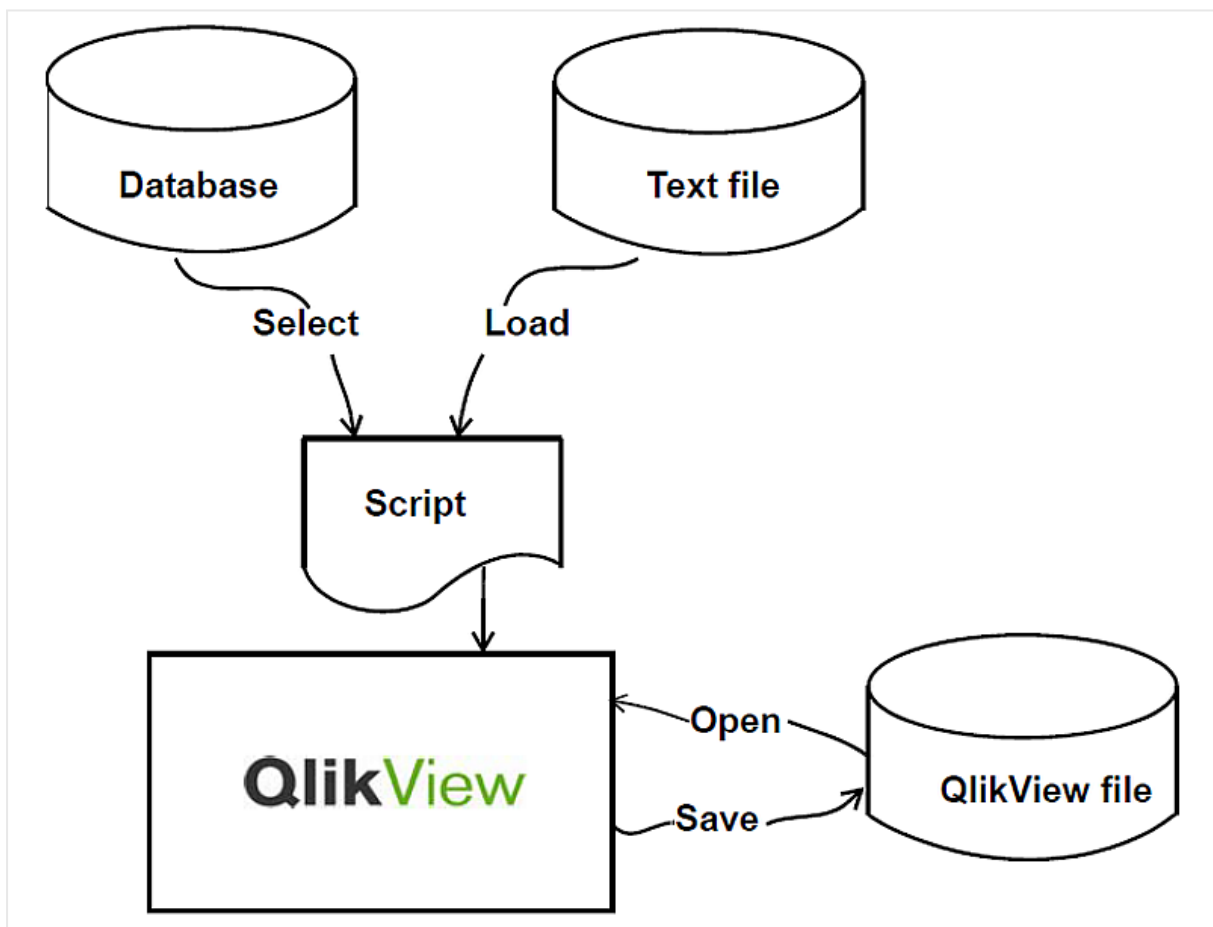 Database
Text file
Select
Load
Script
Open
QlikView
Save
QlikView file